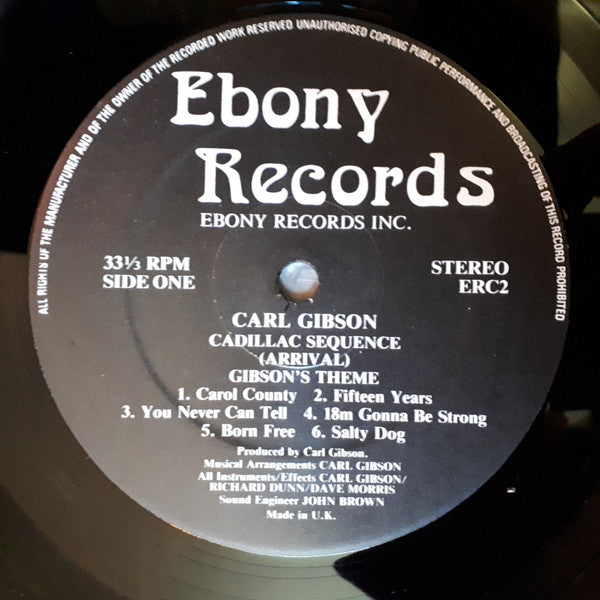 ALL RIGHTS OF THE MANUFACTURER AND OF THE OWNER OF THE RECORDED WORK RESERVED UNAUTHORISED COPYING PUBLIC PERFORMANCE AND BROADCASTING OF THIS RECORD PROHIBITED
Ebony
Records
EBONY RECORDS INC.
33⅓ RPM STEREO
SIDE ONE ERC2
CARL GIBSON
CADILLAC SEQUENCE
(ARRIVAL)
GIBSON'S THEME
1. Carol County 2. Fifteen Years
3. You Never Can Tell 4. 18m Gonna Be Strong
5. Born Free 6. Salty Dog
Produced by Carl Gibson.
Musical Arrangements CARL GIBSON
All Instruments/Effects CARL GIBSON/
RICHARD DUNN/DAVE MORRIS
Sound Engineer JOHN BROWN
Made in U.K.